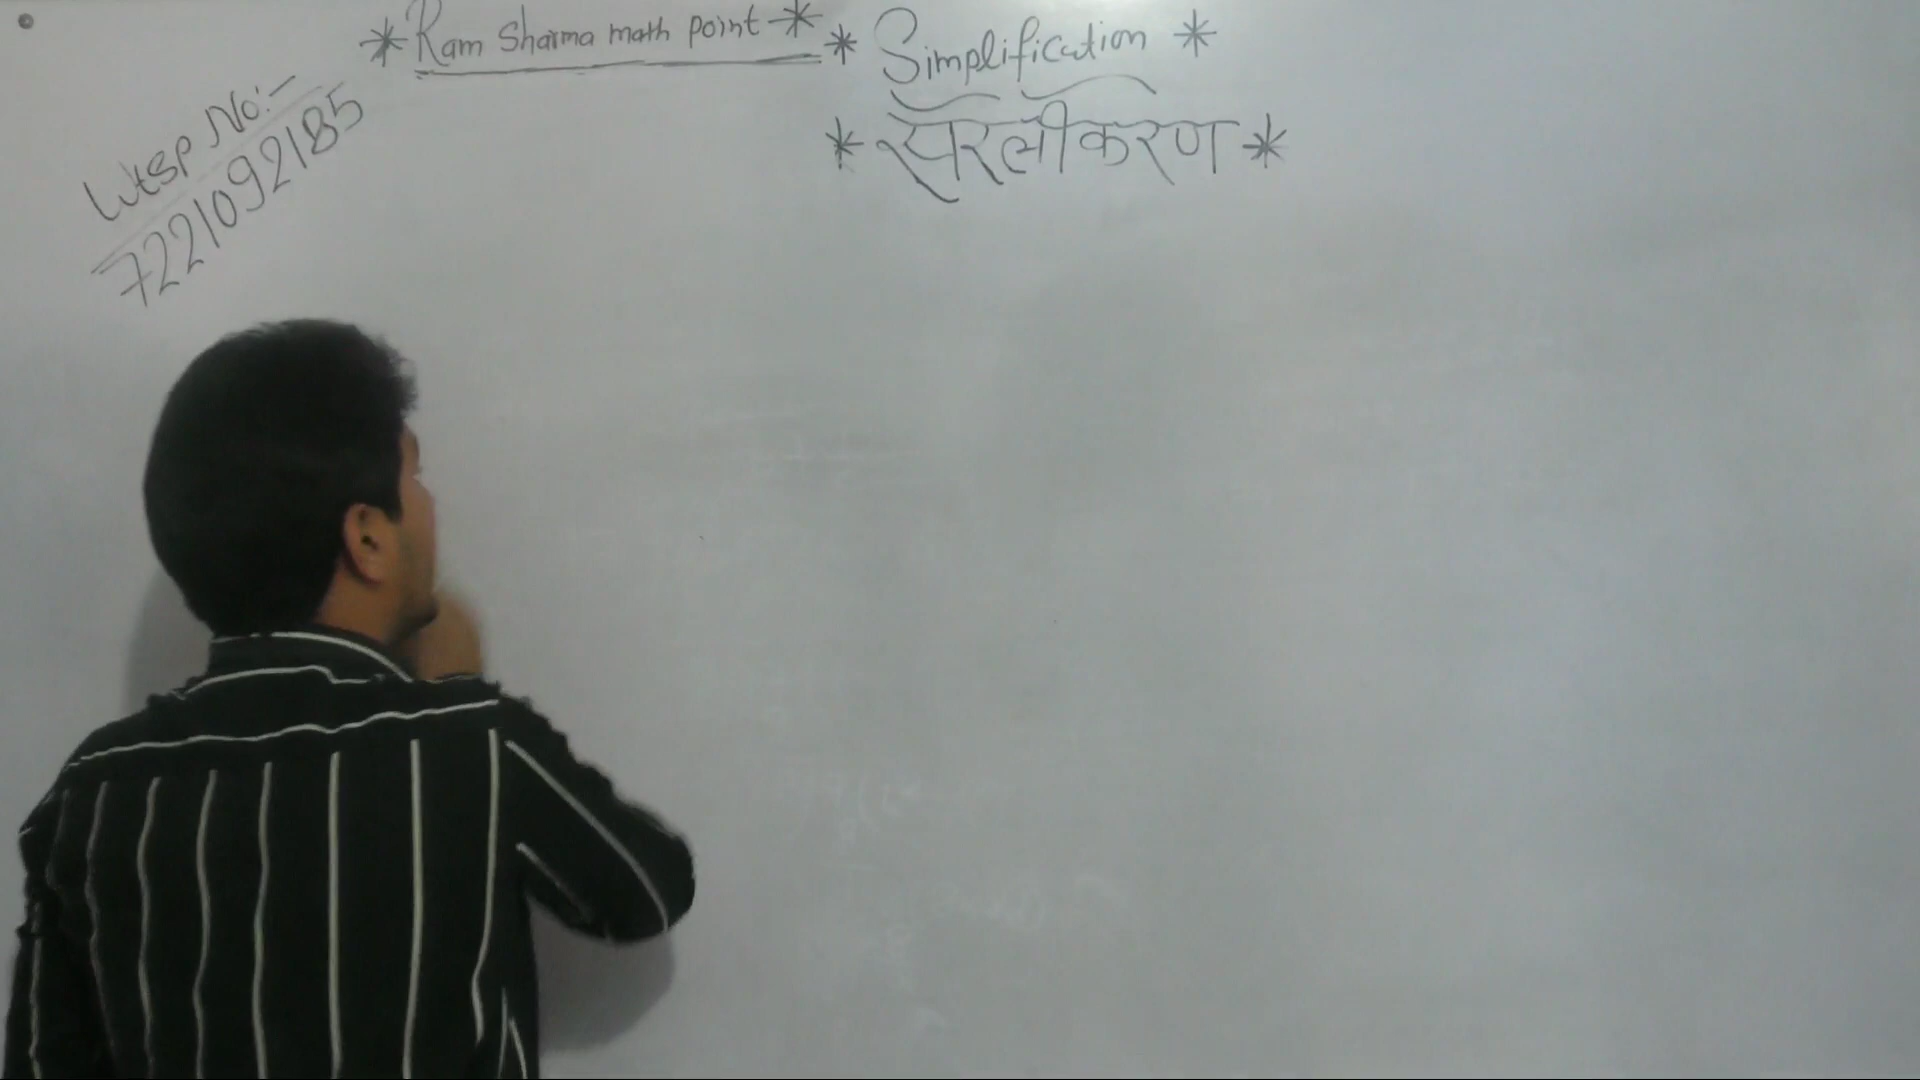 * Ram Sharma math point *
* Simplification *
* सरलीकरण *
Wtsp No:-
7221092185